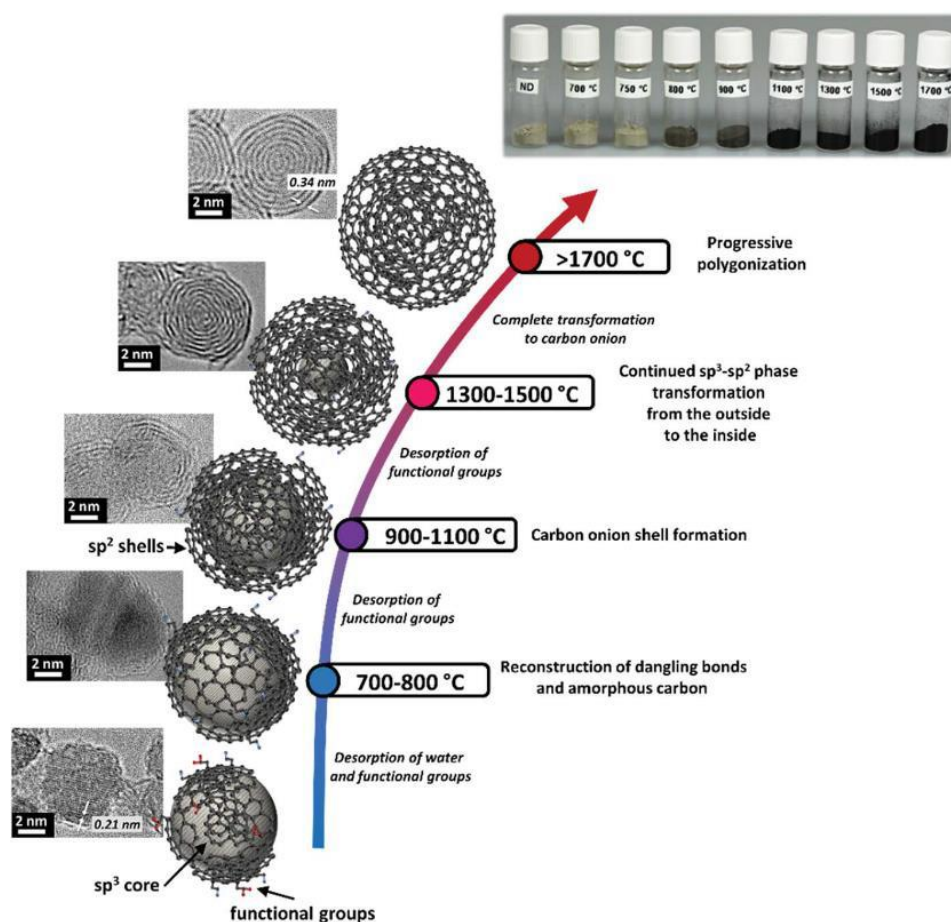 ND
700 °C
750 °C
800 °C
900 °C
1100 °C
1300 °C
1500 °C
1700 °C
0.34 nm
2 nm
>1700 °C
Progressive
polygonization
Complete transformation
to carbon onion
2 nm
1300-1500 °C
Continued sp³-sp² phase
transformation
from the outside
to the inside
Desorption of
functional groups
2 nm
sp² shells
900-1100 °C
Carbon onion shell formation
Desorption of
functional groups
2 nm
700-800 °C
Reconstruction of dangling bonds
and amorphous carbon
Desorption of water
and functional groups
2 nm
0.21 nm
sp³ core
functional groups